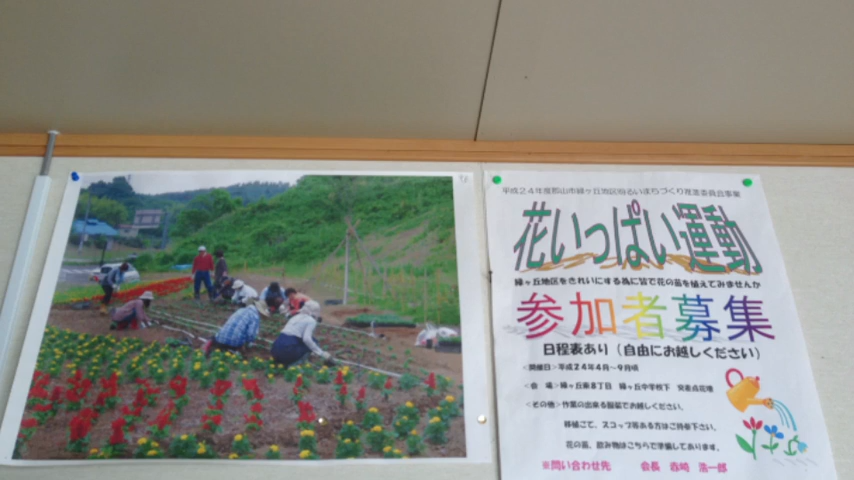 平成24年度郡山市緑ヶ丘地区明るいまちづくり推進委員会事業
花いっぱい運動
緑ヶ丘地区をきれいにする為に皆で花の苗を植えてみませんか
参加者募集
日程表あり(自由にお越しください)
<開催日>平成24年4月~9月頃
<会 場>緑ヶ丘東8丁目 緑ヶ丘中学校下 交差点花壇
<その他>作業の出来る服装でお越しください。
移植ごて、スコップ等ある方はご持参下さい。
花の苗、飲み物はこちらで準備してあります。
※問い合わせ先 会長 浩一郎